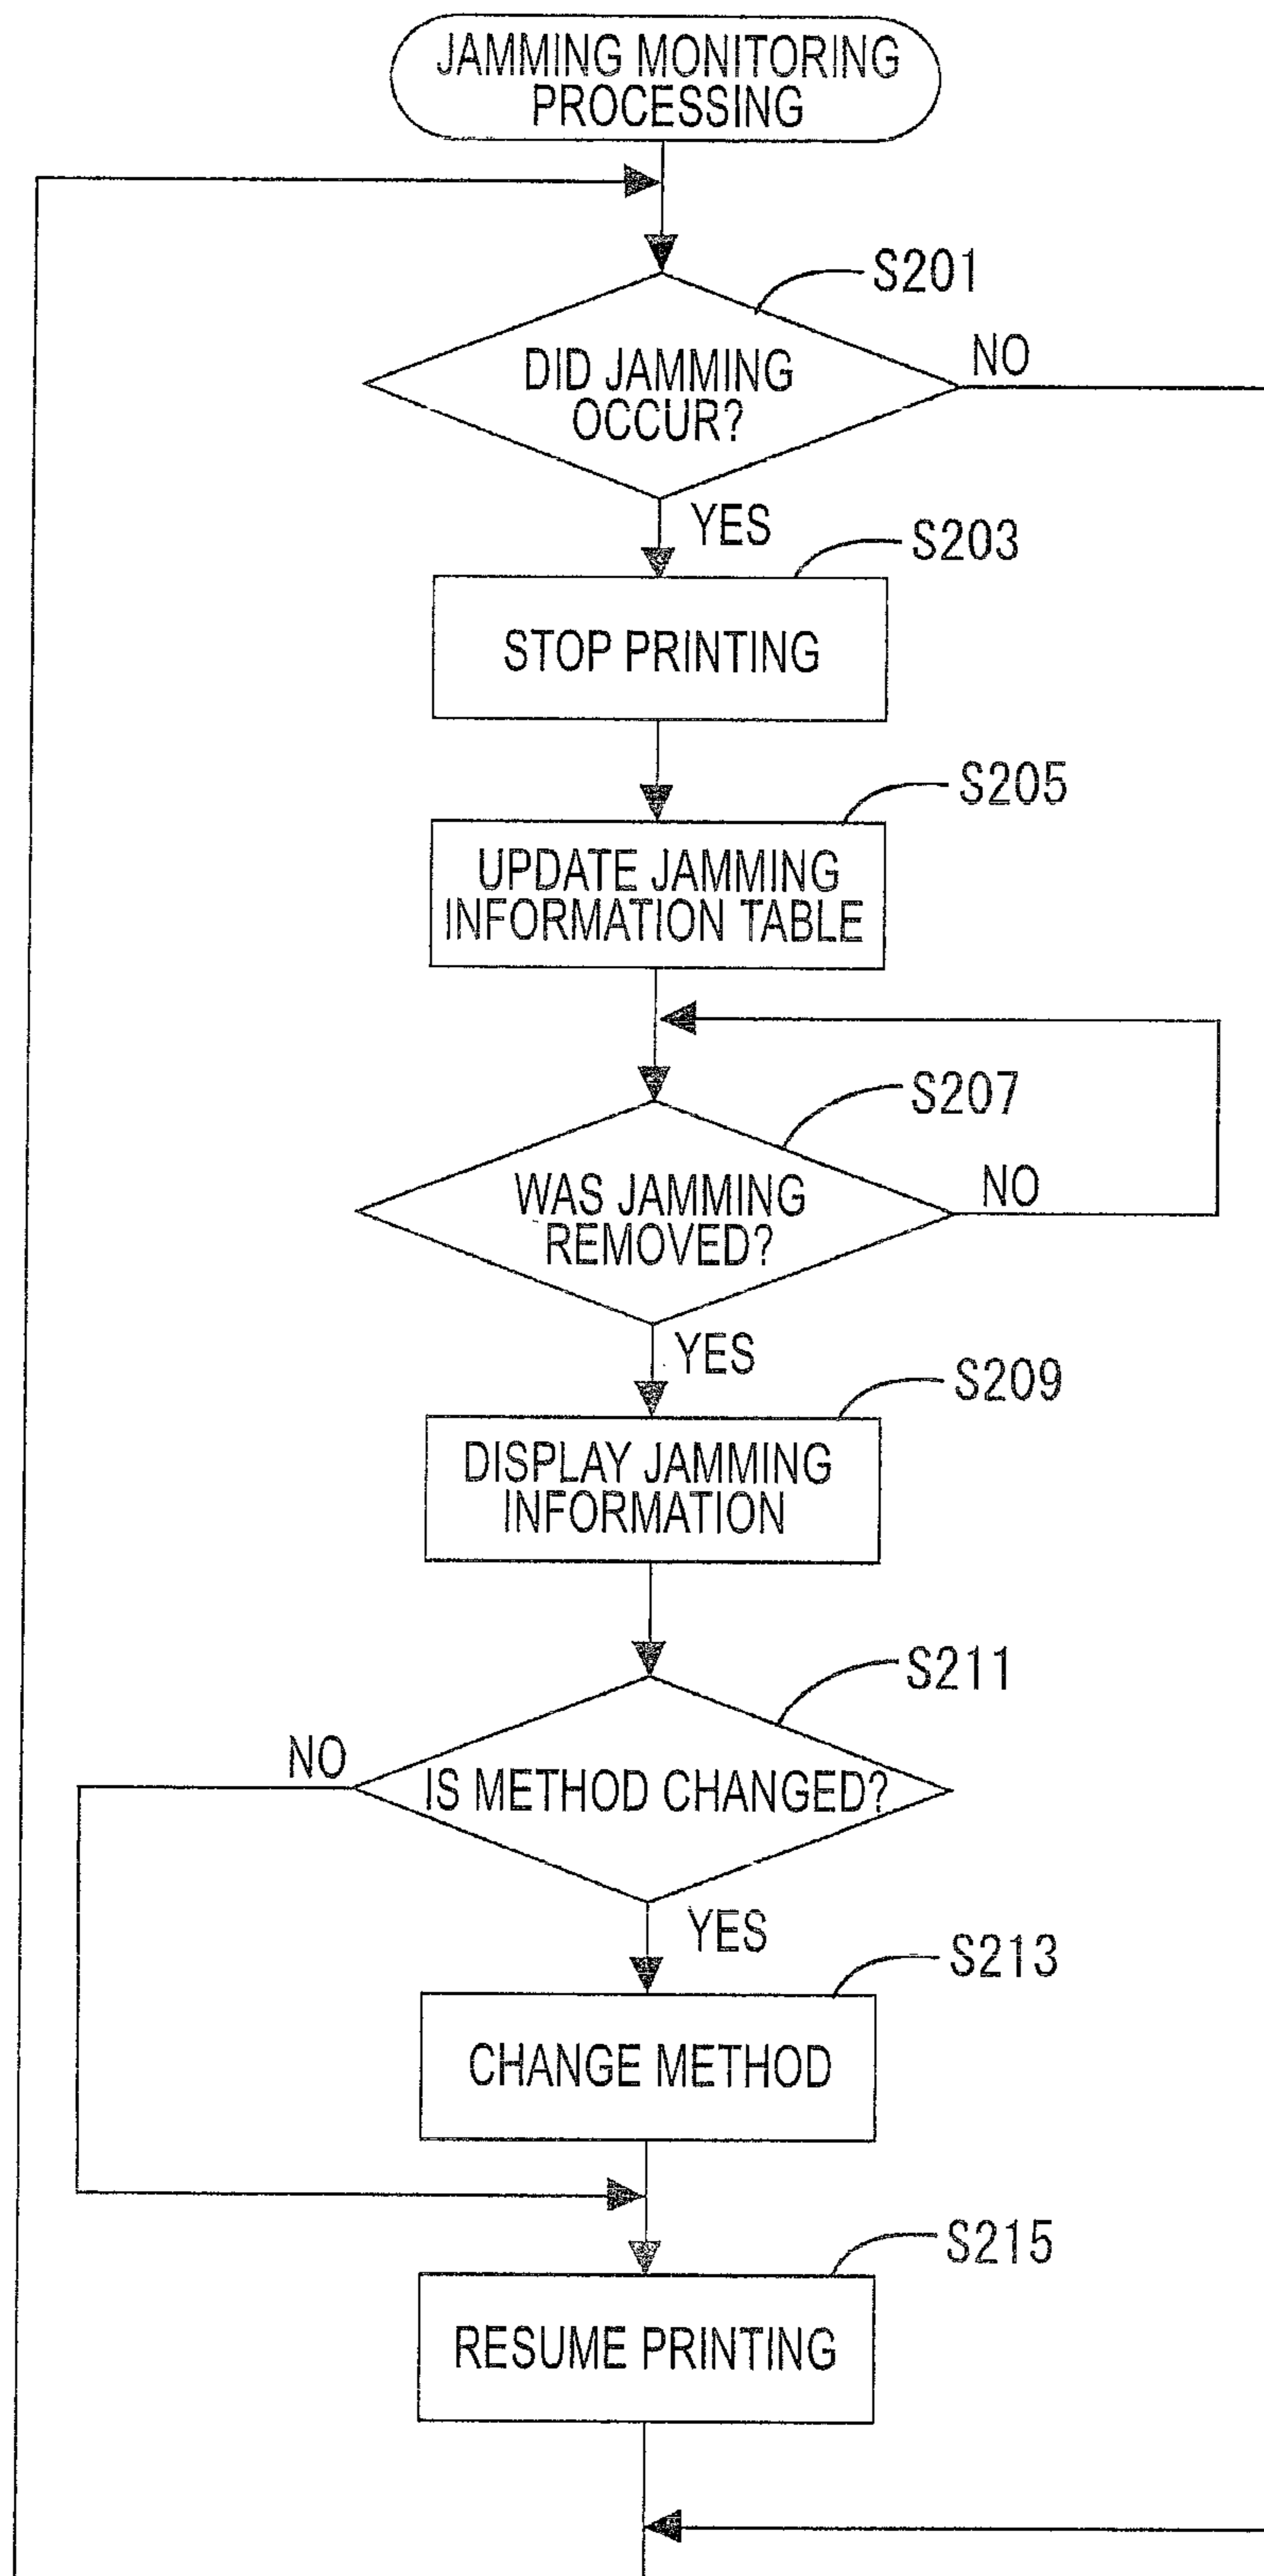 JAMMING MONITORING
PROCESSING
S201
DID JAMMING
OCCUR?
NO
YES
S203
STOP PRINTING
S205
UPDATE JAMMING
INFORMATION TABLE
S207
WAS JAMMING
REMOVED?
NO
YES
S209
DISPLAY JAMMING
INFORMATION
S211
NO
IS METHOD CHANGED?
YES
S213
CHANGE METHOD
S215
RESUME PRINTING